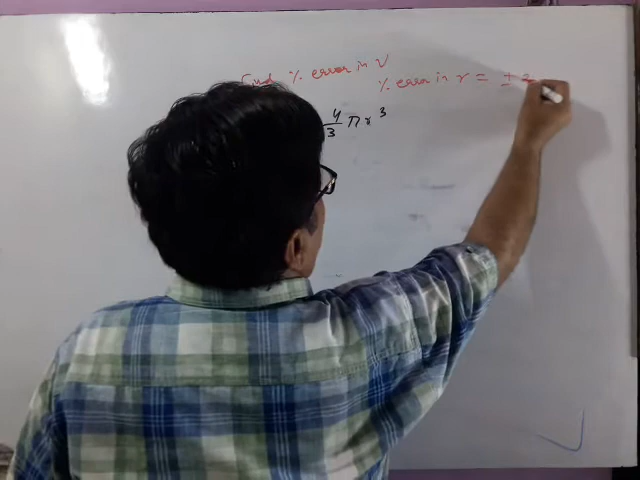 Find % error in V
% error in r = ±
4/3 π r³